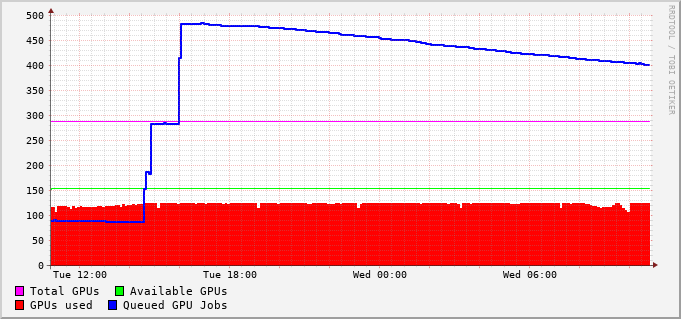 RRDTOOL / TOBI OETIKER
500
450
400
350
300
250
200
150
100
50
0
Tue 12:00 Tue 18:00 Wed 00:00 Wed 06:00
Total GPUs Available GPUs
GPUs used Queued GPU Jobs